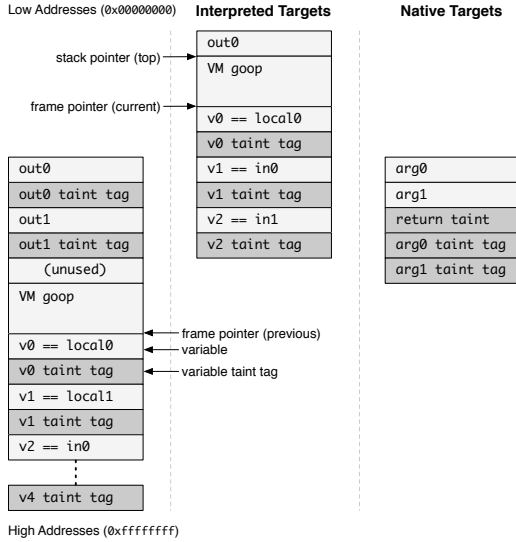 Low Addresses (0x00000000)
Interpreted Targets
Native Targets
out0
stack pointer (top)
VM goop
frame pointer (current)
v0 == local0
v0 taint tag
v1 == in0
v1 taint tag
v2 == in1
v2 taint tag
out0
out0 taint tag
out1
out1 taint tag
(unused)
VM goop
frame pointer (previous)
v0 == local0
variable
v0 taint tag
variable taint tag
v1 == local1
v1 taint tag
v2 == in0
v4 taint tag
arg0
arg1
return taint
arg0 taint tag
arg1 taint tag
High Addresses (0xffffffff)